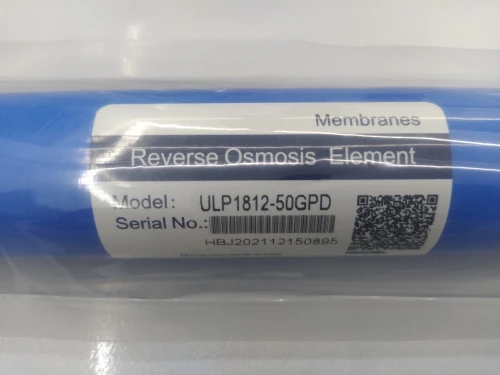 Membranes
Reverse Osmosis Element
Model: ULP1812-50GPD
Serial No.:
HBJ202112150895